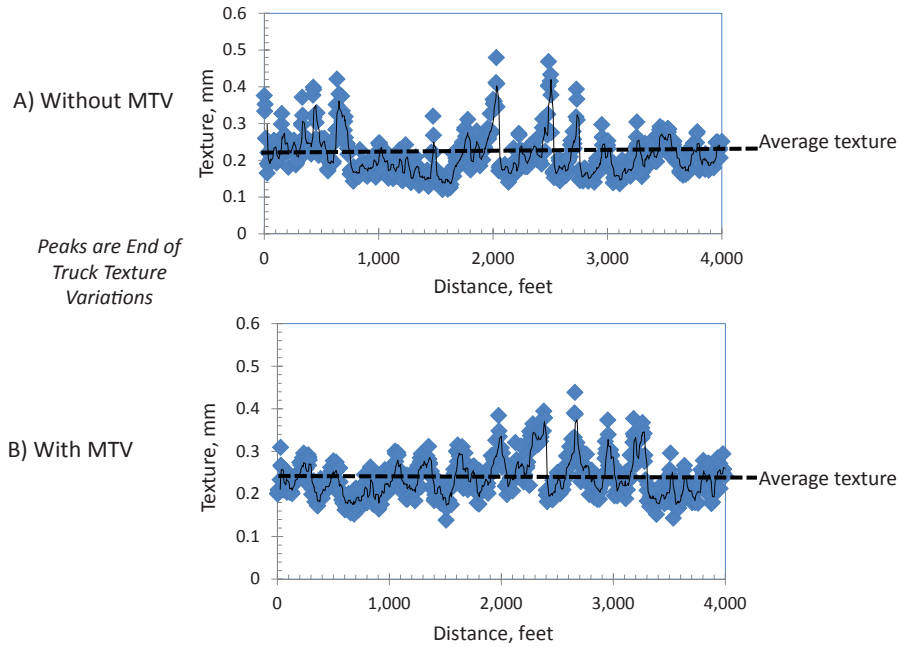 0.6
0.5
0.4
0.3
0.2
0.1
0
Texture, mm
A) Without MTV
Average texture
0
1,000
2,000
3,000
4,000
Distance, feet
Peaks are End of
Truck Texture
Variations
0.6
0.5
0.4
0.3
0.2
0.1
0
Texture, mm
B) With MTV
Average texture
0
1,000
2,000
3,000
4,000
Distance, feet